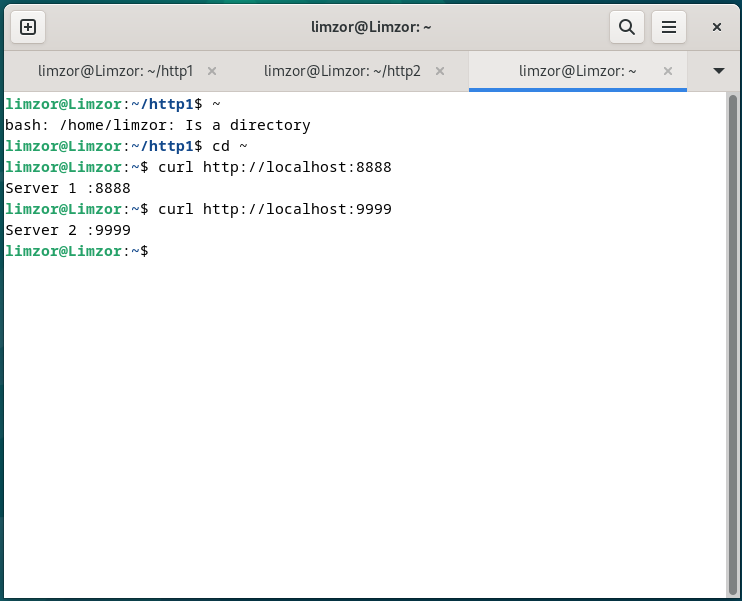 limzor@Limzor: ~
limzor@Limzor: ~/http1
limzor@Limzor: ~/http2
limzor@Limzor: ~
limzor@Limzor:~/http1$ ~
bash: /home/limzor: Is a directory
limzor@Limzor:~/http1$ cd ~
limzor@Limzor:~$ curl http://localhost:8888
Server 1 :8888
limzor@Limzor:~$ curl http://localhost:9999
Server 2 :9999
limzor@Limzor:~$